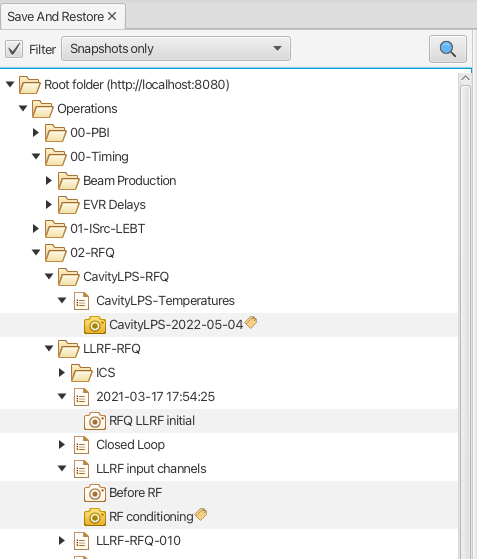 Save And Restore
Filter Snapshots only
Root folder (http://localhost:8080)
Operations
00-PBI
00-Timing
Beam Production
EVR Delays
01-ISrc-LEBT
02-RFQ
CavityLPS-RFQ
CavityLPS-Temperatures
CavityLPS-2022-05-04
LLRF-RFQ
ICS
2021-03-17 17:54:25
RFQ LLRF initial
Closed Loop
LLRF input channels
Before RF
RF conditioning
LLRF-RFQ-010